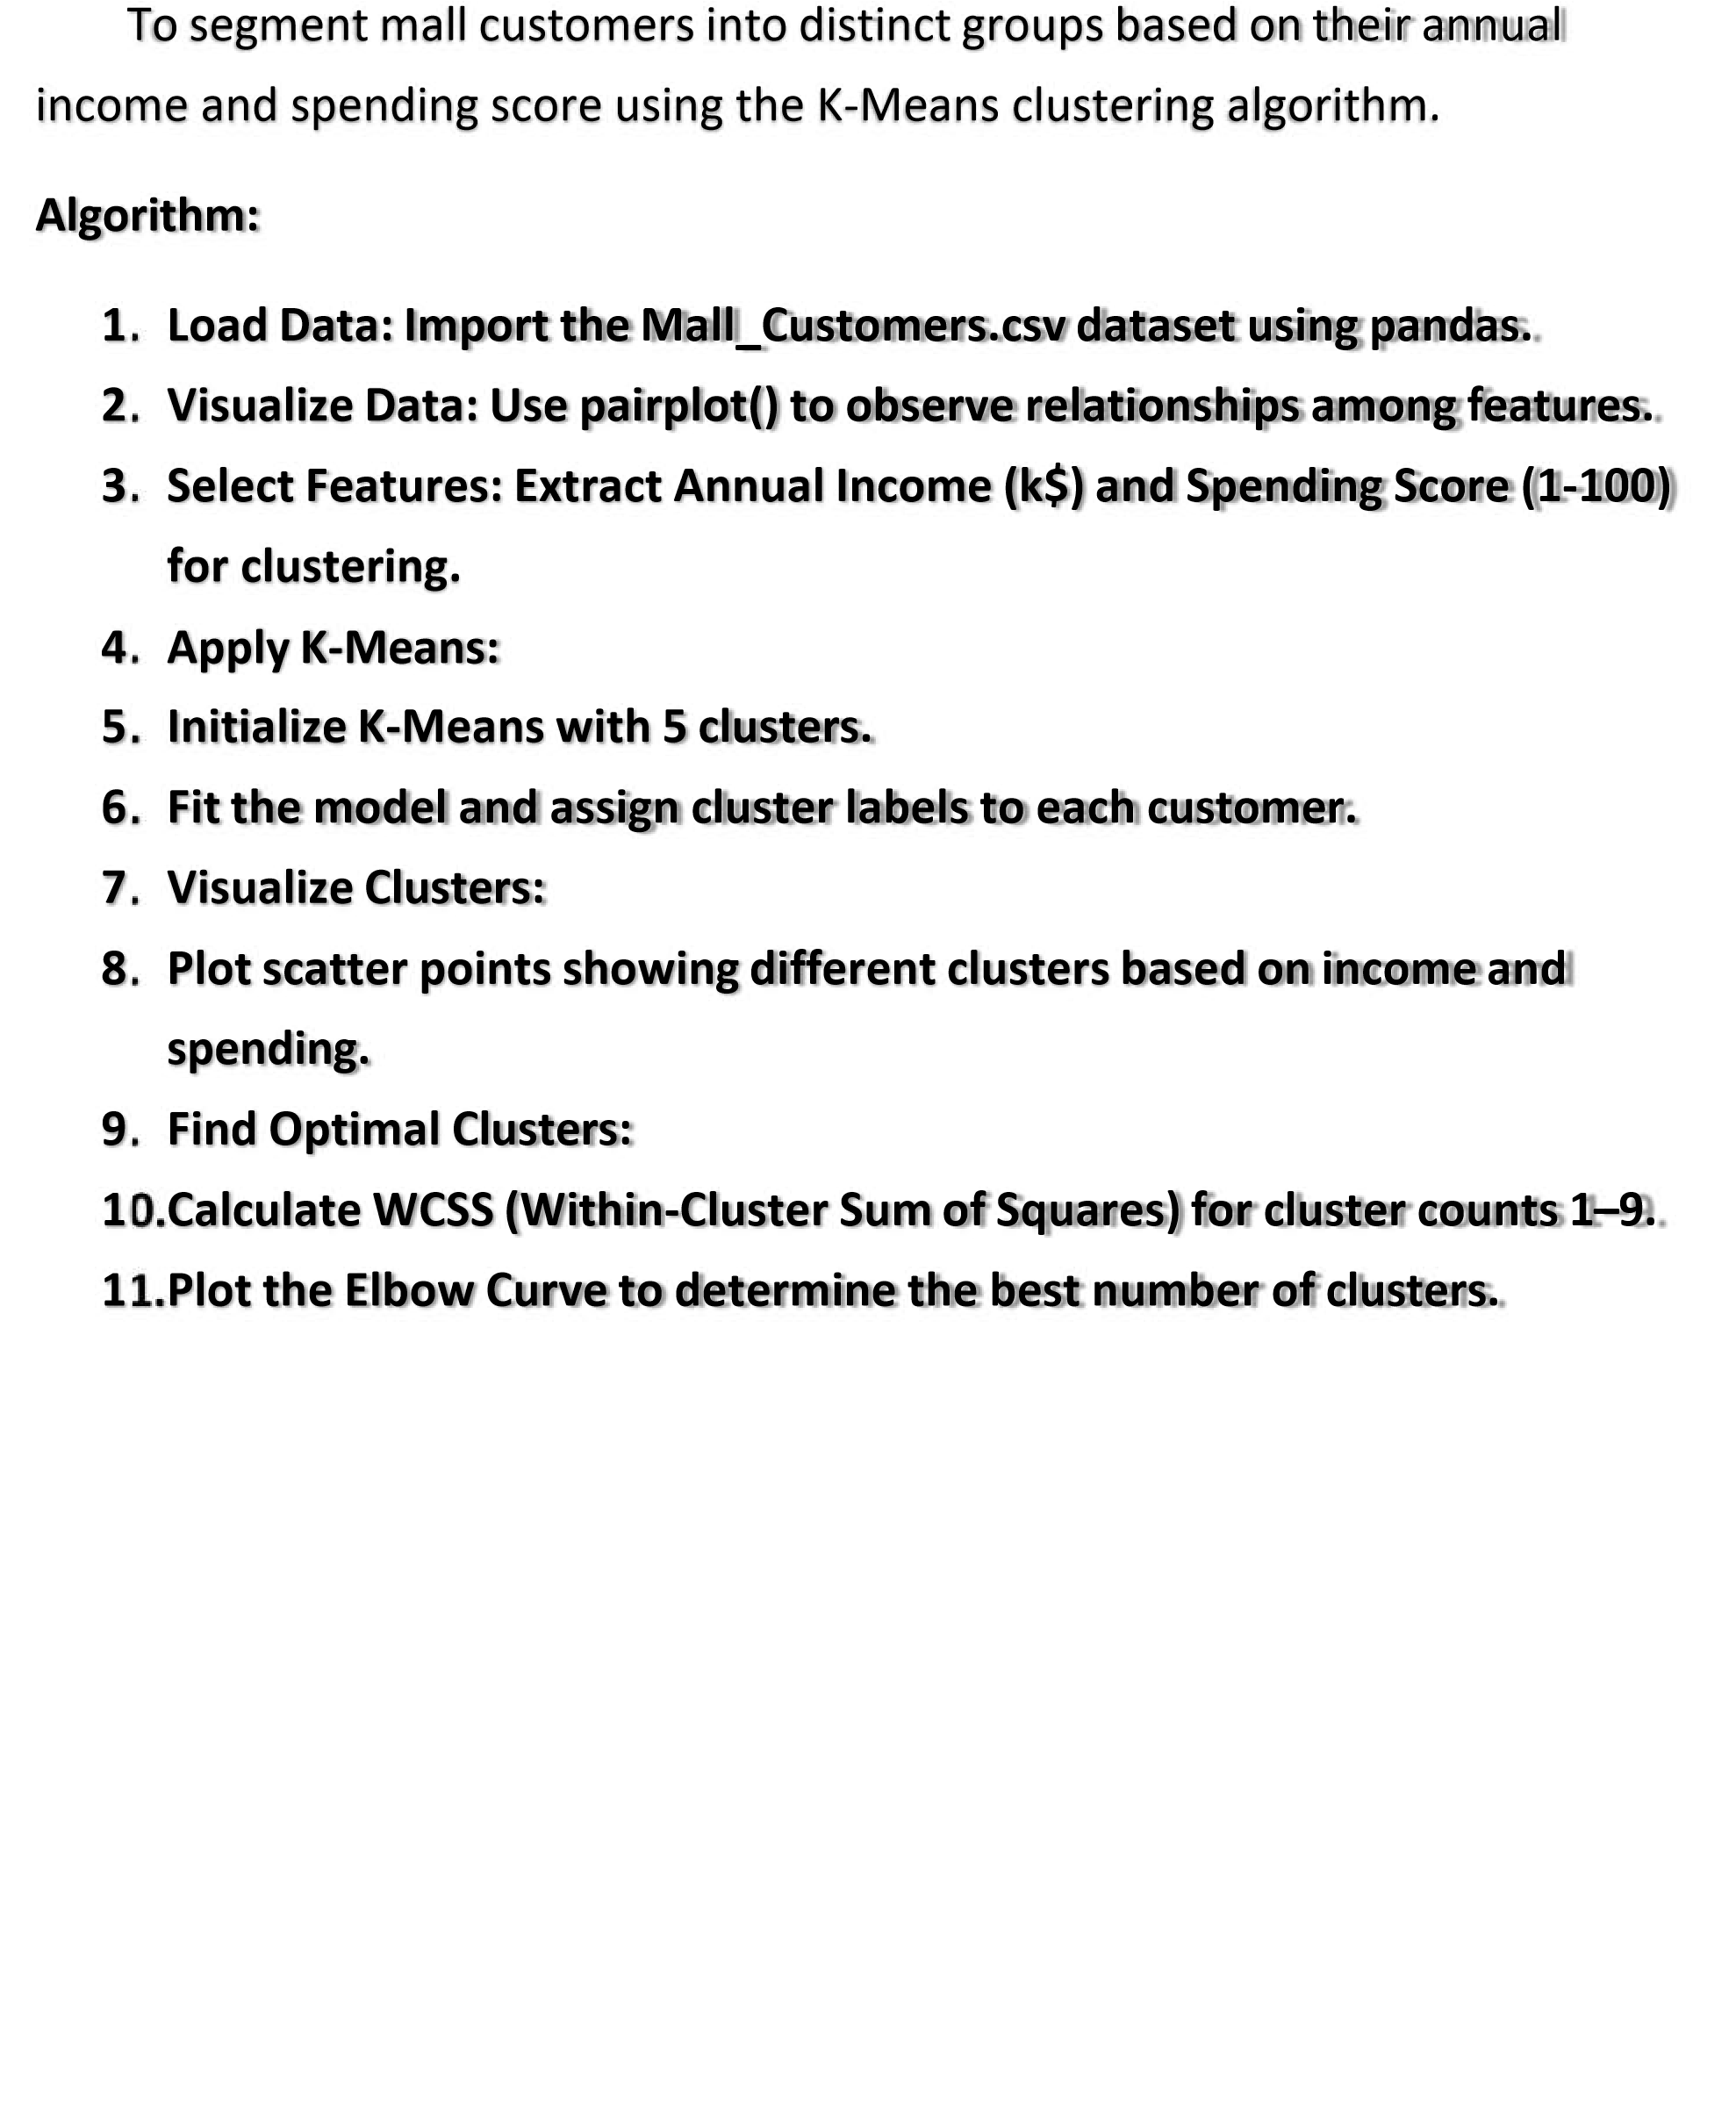 To segment mall customers into distinct groups based on their annual
income and spending score using the K-Means clustering algorithm.
Algorithm:
1. Load Data: Import the Mall_Customers.csv dataset using pandas.
2. Visualize Data: Use pairplot() to observe relationships among features.
3. Select Features: Extract Annual Income (k$) and Spending Score (1-100)
for clustering.
4. Apply K-Means:
5. Initialize K-Means with 5 clusters.
6. Fit the model and assign cluster labels to each customer.
7. Visualize Clusters:
8. Plot scatter points showing different clusters based on income and
spending.
9. Find Optimal Clusters:
10.Calculate WCSS (Within-Cluster Sum of Squares) for cluster counts 1–9.
11.Plot the Elbow Curve to determine the best number of clusters.